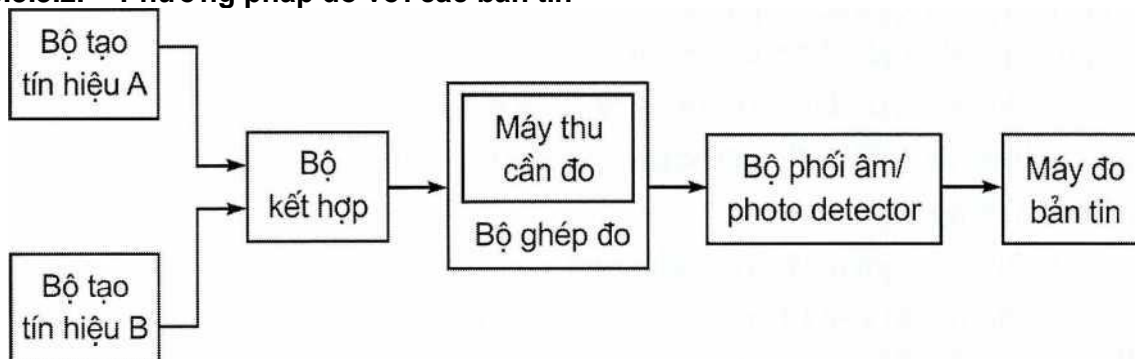 Phương pháp đo với các bản tin
Bộ tạo
tín hiệu A
Bộ
kết hợp
Máy thu
cần đo
Bộ ghép đo
Bộ phối âm/
photo detector
Máy đo
bản tin
Bộ tạo
tín hiệu B